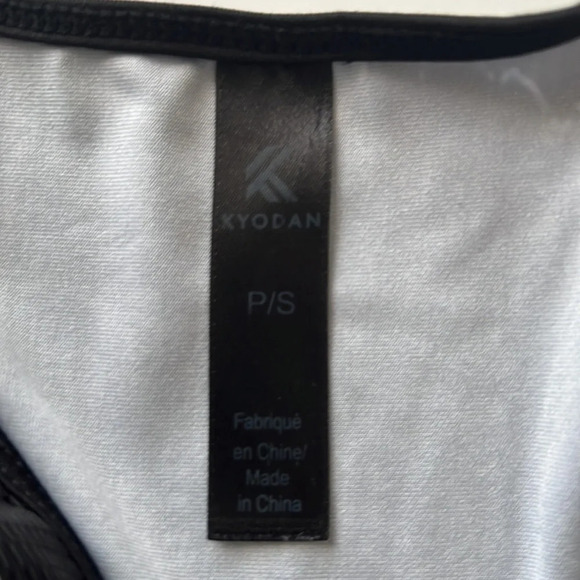 KYODAN
P/S
Fabriqué
en Chine/
Made
in China